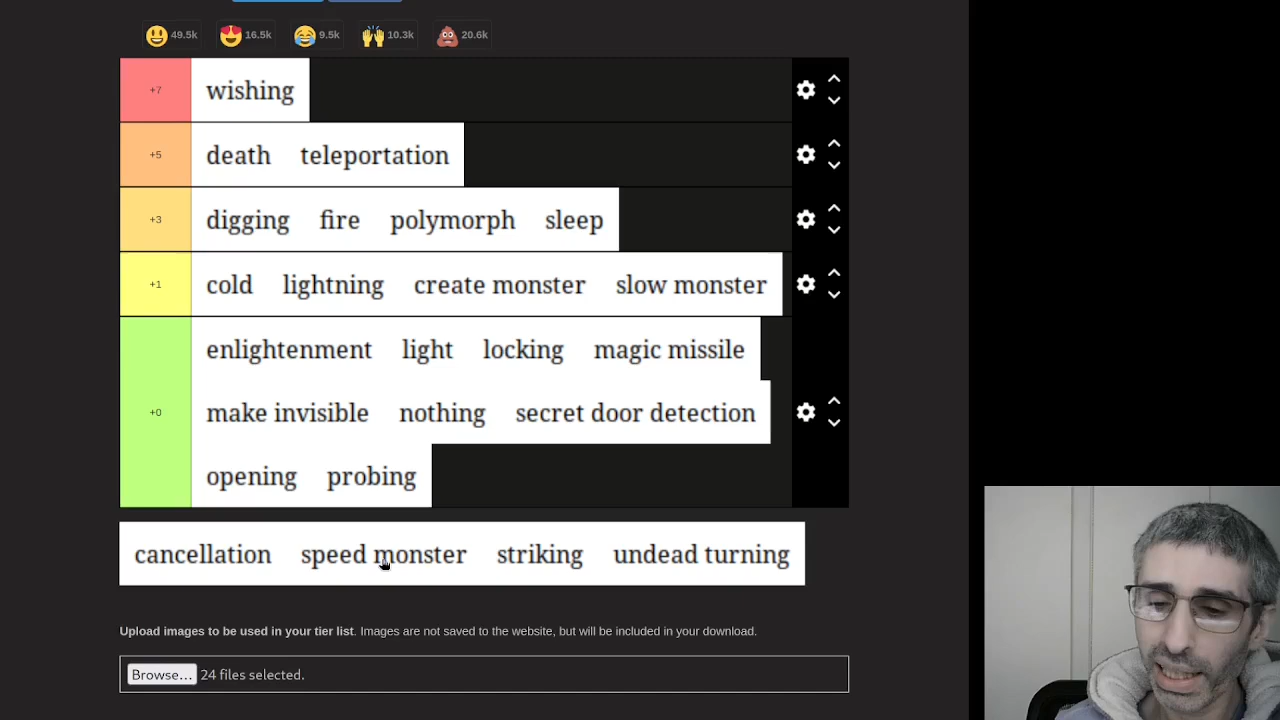 49.5k 16.5k 9.5k 10.3k 20.6k
+7 wishing
+5 death teleportation
+3 digging fire polymorph sleep
+1 cold lightning create monster slow monster
enlightenment light locking magic missile
+0 make invisible nothing secret door detection
opening probing
cancellation speed monster striking undead turning
Upload images to be used in your tier list. Images are not saved to the website, but will be included in your download.
Browse... 24 files selected.